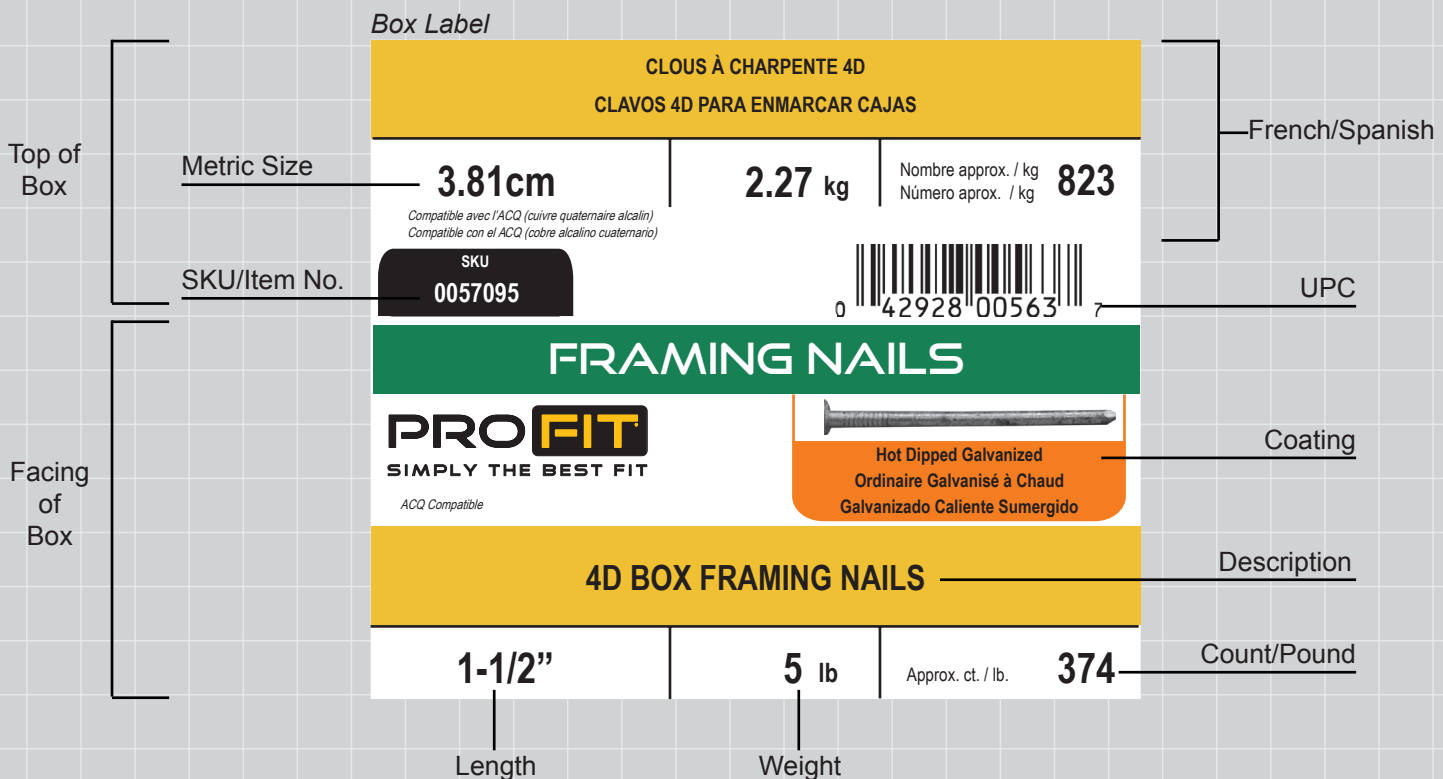 Box Label
CLOUS À CHARPENTE 4D
CLAVOS 4D PARA ENMARCAR CAJAS
French/Spanish
Top of
Box
Metric Size
3.81cm
2.27 kg
Nombre approx. / kg
Número aprox. / kg
823
Compatible avec l'ACQ (cuivre quaternaire alcalin)
Compatible con el ACQ (cobre alcalino cuaternario)
SKU/Item No.
SKU
0057095
0 42928 00563 7
UPC
FRAMING NAILS
PROFIT
SIMPLY THE BEST FIT
ACQ Compatible
Hot Dipped Galvanized
Ordinaire Galvanisé à Chaud
Galvanizado Caliente Sumergido
Coating
Facing
of
Box
4D BOX FRAMING NAILS
Description
1-1/2”
5 lb
Approx. ct. / lb.
374
Count/Pound
Length
Weight